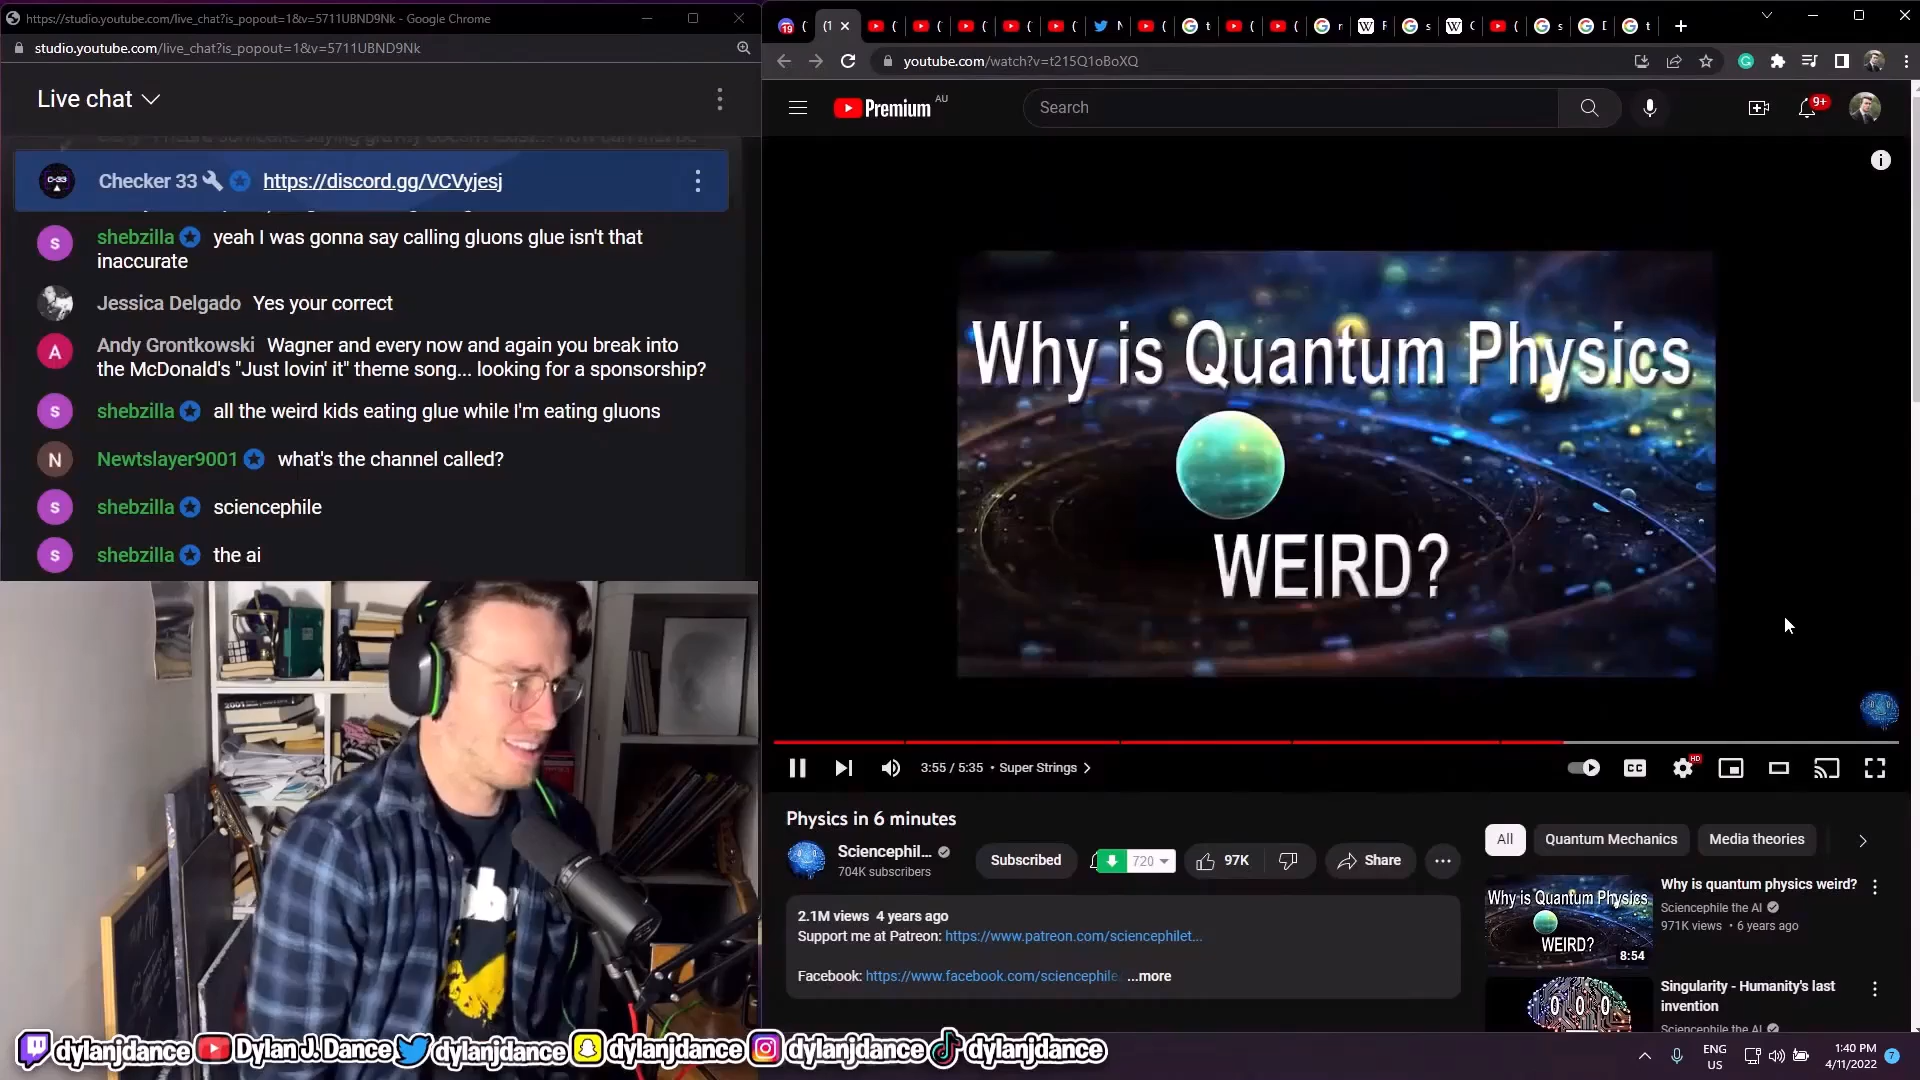 https://studio.youtube.com/live_chat?is_popout=1&v=5711UBND9Nk - Google Chrome
studio.youtube.com/live_chat?is_popout=1&v=5711UBND9Nk
youtube.com/watch?v=t215Q1oBoXQ
Live chat
Premium AU
Search
9+
Checker 33 https://discord.gg/VCVyjesj
shebzilla yeah I was gonna say calling gluons glue isn't that
inaccurate
Jessica Delgado Yes your correct
Andy Grontkowski Wagner and every now and again you break into
the McDonald's "Just lovin' it" theme song... looking for a sponsorship?
shebzilla all the weird kids eating glue while I'm eating gluons
Newtslayer9001 what's the channel called?
shebzilla sciencephile
shebzilla the ai
Why is Quantum Physics
WEIRD?
3:55 / 5:35 • Super Strings
CC
HD
Physics in 6 minutes
Sciencephil...
704K subscribers
Subscribed
720
97K
Share
2.1M views 4 years ago
Support me at Patreon: https://www.patreon.com/sciencephilet...
Facebook: https://www.facebook.com/sciencephile ...more
All
Quantum Mechanics
Media theories
Why is Quantum Physics
WEIRD?
8:54
Why is quantum physics weird?
Sciencephile the AI
971K views • 6 years ago
Singularity - Humanity's last
invention
Sciencephile the AI
dylanjdance
Dylan J. Dance
dylanjdance
dylanjdance
dylanjdance
dylanjdance
ENG
US
1:40 PM
4/11/2022
7